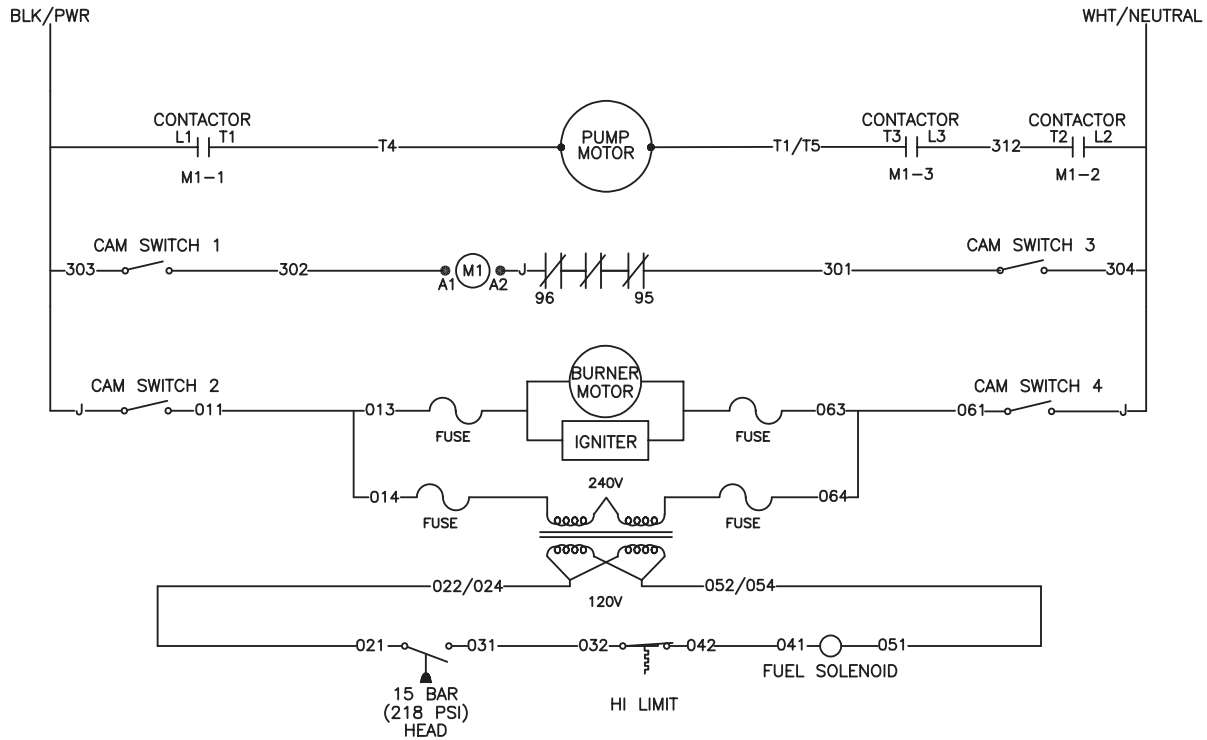 BLK/PWR
WHT/NEUTRAL
CONTACTOR
L1 T1
M1-1
T4
PUMP
MOTOR
T1/T5
CONTACTOR
T3 L3
M1-3
312
CONTACTOR
T2 L2
M1-2
CAM SWITCH 1
303
302
M1
A1
A2
J
96
95
301
CAM SWITCH 3
304
CAM SWITCH 2
J
011
013
FUSE
BURNER
MOTOR
IGNITER
FUSE
063
061
CAM SWITCH 4
J
014
FUSE
240V
FUSE
064
022/024
120V
052/054
021
031
032
042
041
051
15 BAR
(218 PSI)
HEAD
HI LIMIT
FUEL SOLENOID